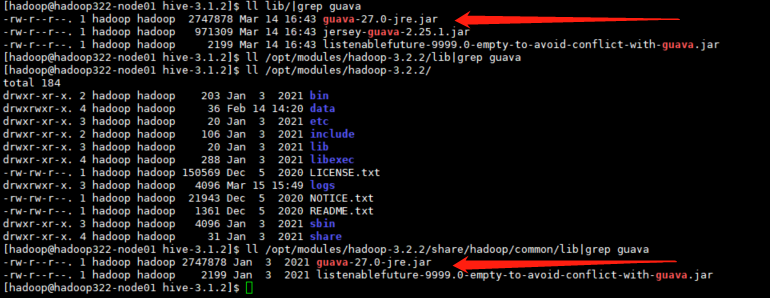 [hadoop@hadoop322-node01 hive-3.1.2]$ ll lib/|grep guava
-rw-r--r--. 1 hadoop hadoop  2747878 Mar 14 16:43 guava-27.0-jre.jar
-rw-r--r--. 1 hadoop hadoop   971309 Mar 14 16:43 jersey-guava-2.25.1.jar
-rw-r--r--. 1 hadoop hadoop     2199 Mar 14 16:43 listenablefuture-9999.0-empty-to-avoid-conflict-with-guava.jar
[hadoop@hadoop322-node01 hive-3.1.2]$ ll /opt/modules/hadoop-3.2.2/lib|grep guava
[hadoop@hadoop322-node01 hive-3.1.2]$ ll /opt/modules/hadoop-3.2.2/
total 184
drwxr-xr-x. 2 hadoop hadoop    203 Jan  3  2021 bin
drwxrwxr-x. 4 hadoop hadoop     36 Feb 14 14:20 data
drwxr-xr-x. 3 hadoop hadoop     20 Jan  3  2021 etc
drwxr-xr-x. 2 hadoop hadoop    106 Jan  3  2021 include
drwxr-xr-x. 3 hadoop hadoop     20 Jan  3  2021 lib
drwxr-xr-x. 4 hadoop hadoop    288 Jan  3  2021 libexec
-rw-rw-r--. 1 hadoop hadoop 150569 Dec  5  2020 LICENSE.txt
drwxrwxr-x. 3 hadoop hadoop   4096 Mar 15 15:49 logs
-rw-rw-r--. 1 hadoop hadoop  21943 Dec  5  2020 NOTICE.txt
-rw-rw-r--. 1 hadoop hadoop   1361 Dec  5  2020 README.txt
drwxr-xr-x. 3 hadoop hadoop   4096 Jan  3  2021 sbin
drwxr-xr-x. 4 hadoop hadoop     31 Jan  3  2021 share
[hadoop@hadoop322-node01 hive-3.1.2]$ ll /opt/modules/hadoop-3.2.2/share/hadoop/common/lib|grep guava
-rw-r--r--. 1 hadoop hadoop 2747878 Jan  3  2021 guava-27.0-jre.jar
-rw-r--r--. 1 hadoop hadoop    2199 Jan  3  2021 listenablefuture-9999.0-empty-to-avoid-conflict-with-guava.jar
[hadoop@hadoop322-node01 hive-3.1.2]$